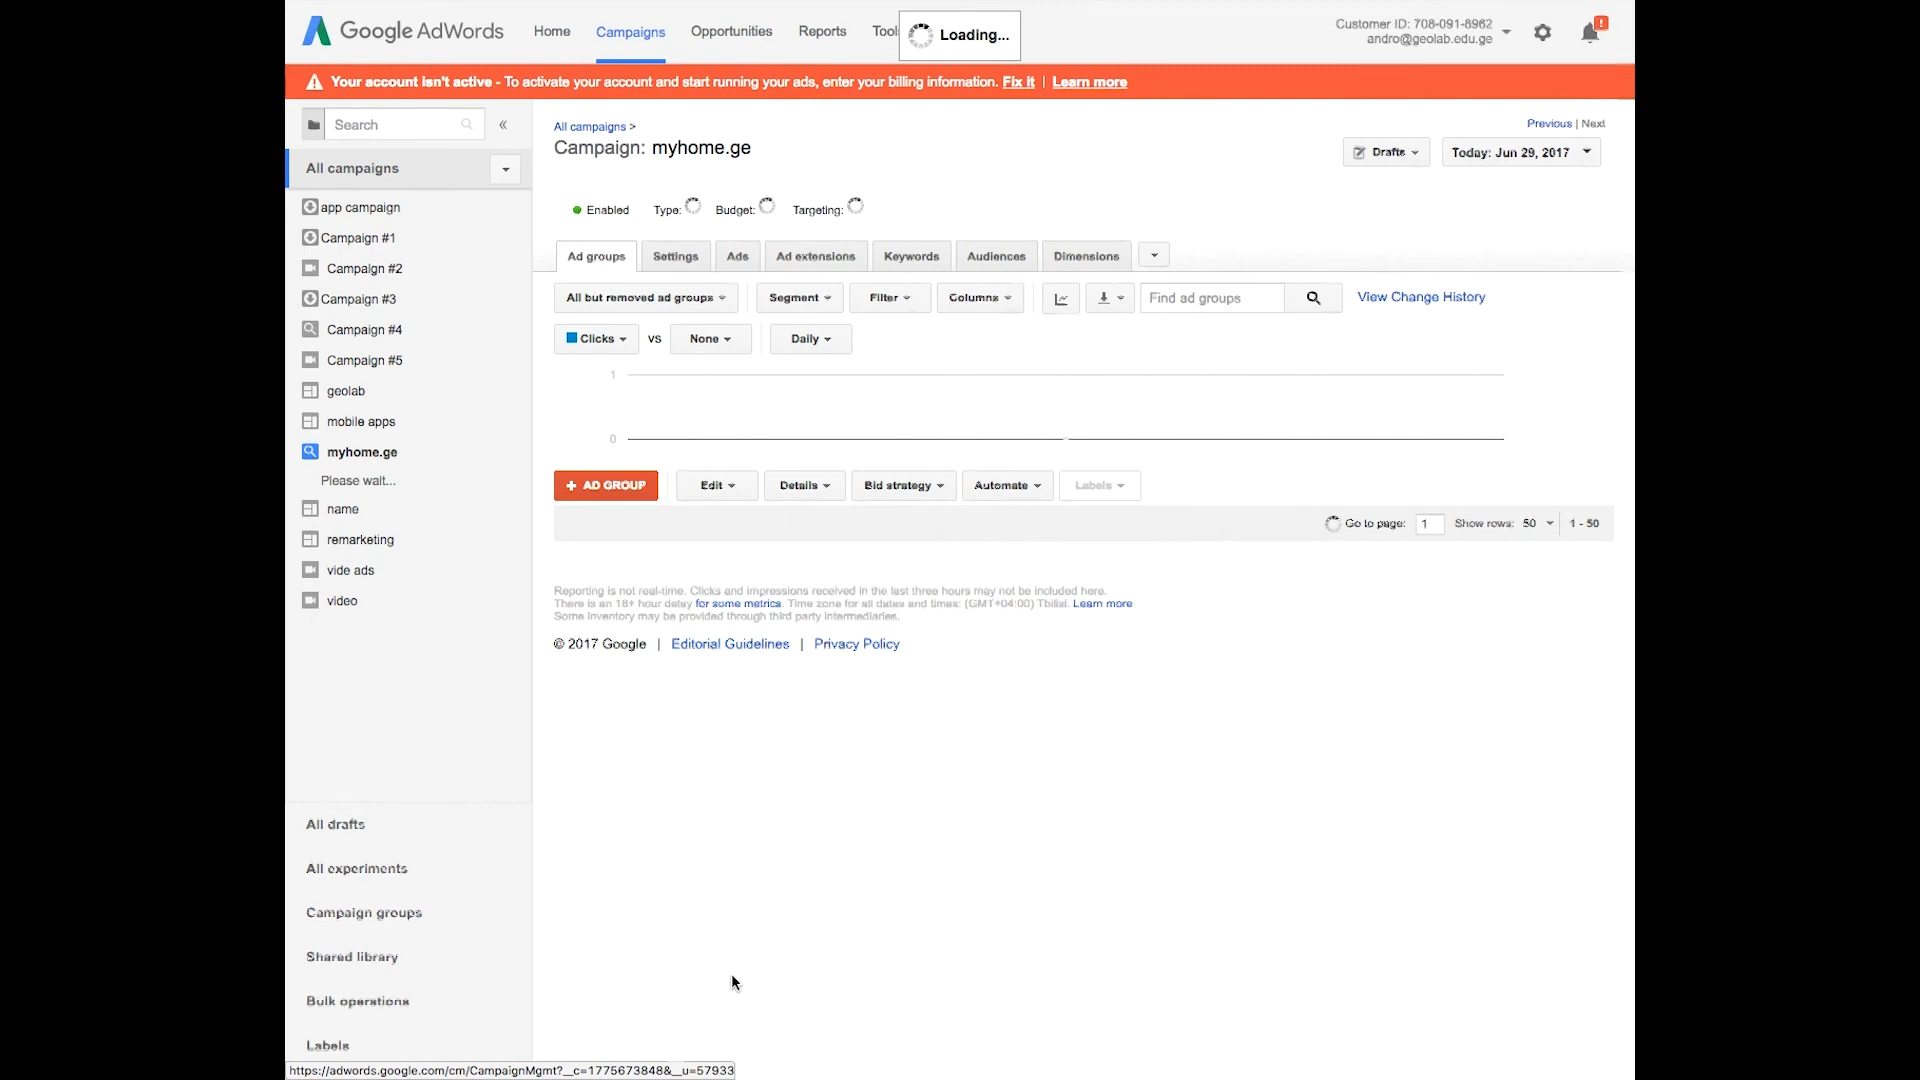 Google AdWords
Home Campaigns Opportunities Reports Tool
Loading...
Customer ID: 708-091-8962
andro@geolab.edu.ge
!
Your account isn't active - To activate your account and start running your ads, enter your billing information. Fix it | Learn more
Search «
All campaigns
app campaign
Campaign #1
Campaign #2
Campaign #3
Campaign #4
Campaign #5
geolab
mobile apps
myhome.ge
Please wait...
name
remarketing
vide ads
video
All drafts
All experiments
Campaign groups
Shared library
Bulk operations
Labels
All campaigns >
Campaign: myhome.ge
Previous | Next
Drafts Today: Jun 29, 2017
Enabled Type: Budget: Targeting:
Ad groups Settings Ads Ad extensions Keywords Audiences Dimensions
All but removed ad groups Segment Filter Columns Find ad groups View Change History
Clicks vs None Daily
1
0
+ AD GROUP Edit Details Bid strategy Automate Labels
Go to page: 1 Show rows: 50 1 - 50
Reporting is not real-time. Clicks and impressions received in the last three hours may not be included here.
There is an 18+ hour delay for some metrics. Time zone for all dates and times: (GMT+04:00) Tbilisi. Learn more
Some inventory may be provided through third party intermediaries.
© 2017 Google | Editorial Guidelines | Privacy Policy
https://adwords.google.com/cm/CampaignMgmt?__c=1775673848&__u=57933